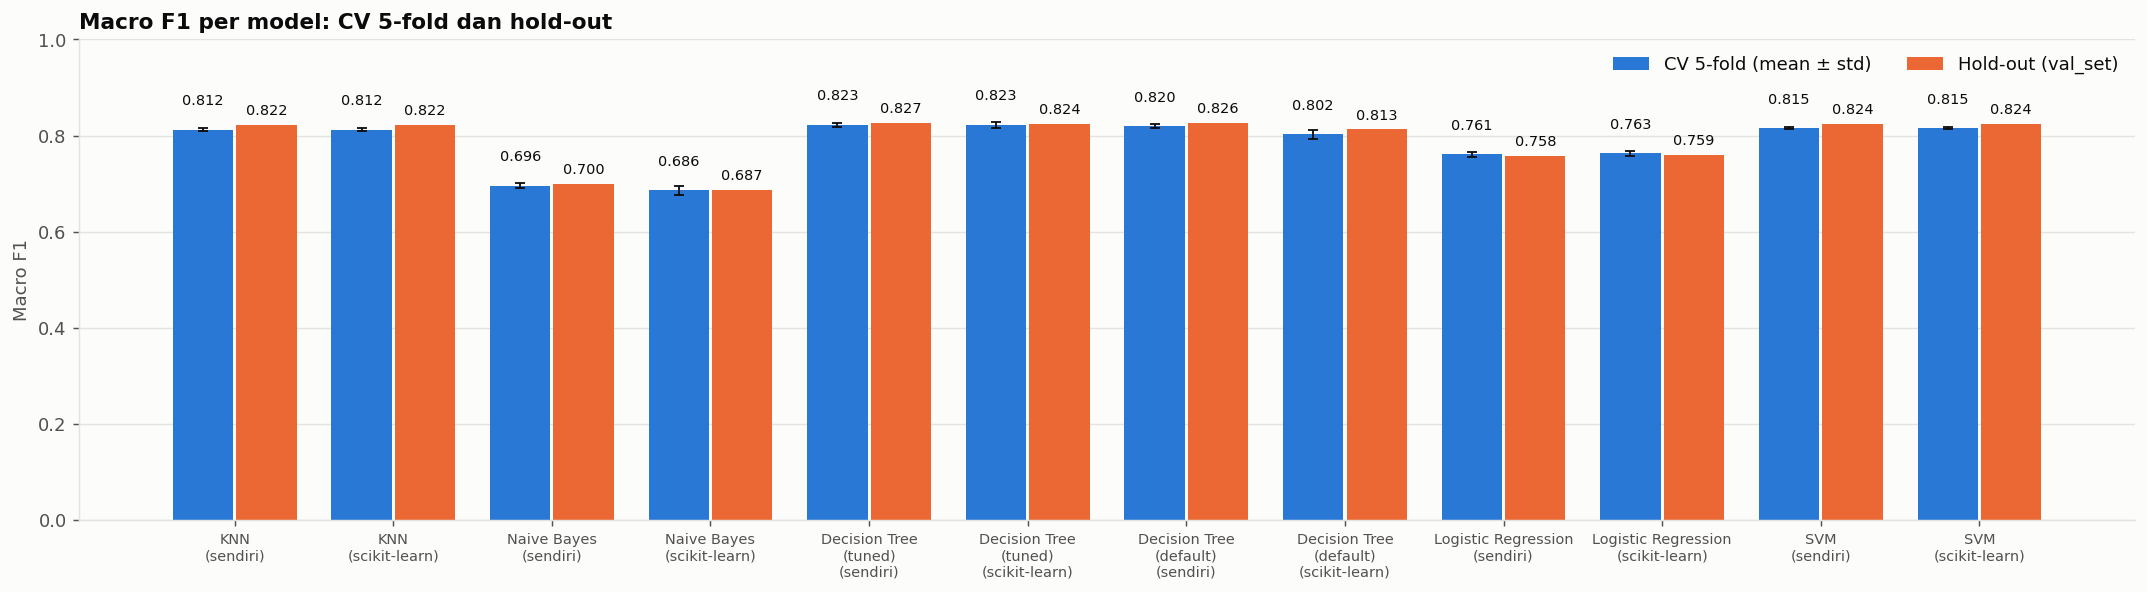 Macro F1 per model: CV 5-fold dan hold-out
CV 5-fold (mean ± std)
Hold-out (val_set)
Macro F1
1.0
0.8
0.6
0.4
0.2
0.0
0.812
0.822
0.812
0.822
0.696
0.700
0.686
0.687
0.823
0.827
0.823
0.824
0.820
0.826
0.802
0.813
0.761
0.758
0.763
0.759
0.815
0.824
0.815
0.824
KNN
(sendiri)
KNN
(scikit-learn)
Naive Bayes
(sendiri)
Naive Bayes
(scikit-learn)
Decision Tree
(tuned)
(sendiri)
Decision Tree
(tuned)
(scikit-learn)
Decision Tree
(default)
(sendiri)
Decision Tree
(default)
(scikit-learn)
Logistic Regression
(sendiri)
Logistic Regression
(scikit-learn)
SVM
(sendiri)
SVM
(scikit-learn)